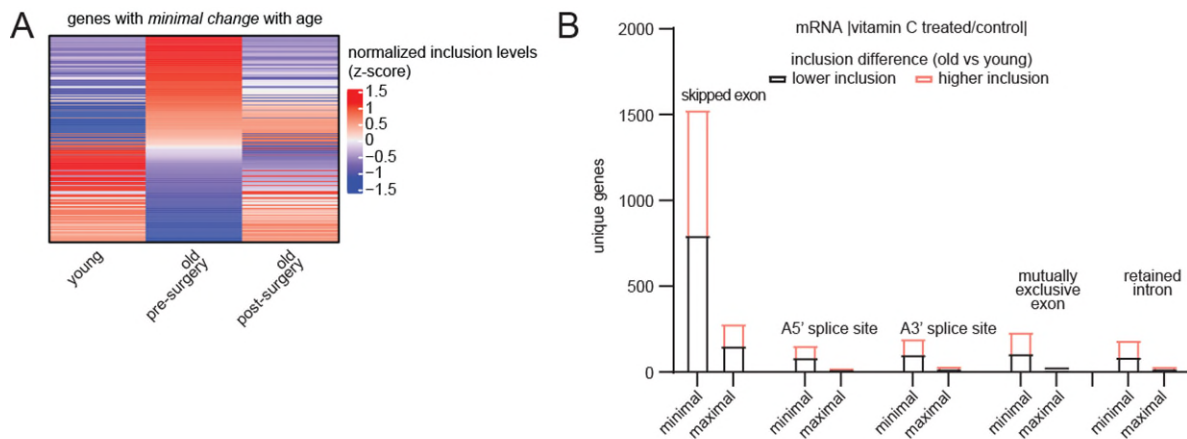 A
genes with minimal change with age
normalized inclusion levels
(z-score)
1.5
1
0.5
0
−0.5
−1
−1.5
young
old
pre-surgery
old
post-surgery
B
mRNA |vitamin C treated/control|
inclusion difference (old vs young)
lower inclusion
higher inclusion
unique genes
2000
1500
1000
500
0
skipped exon
A5' splice site
A3' splice site
mutually
exclusive
exon
retained
intron
minimal
maximal
minimal
maximal
minimal
maximal
minimal
maximal
minimal
maximal